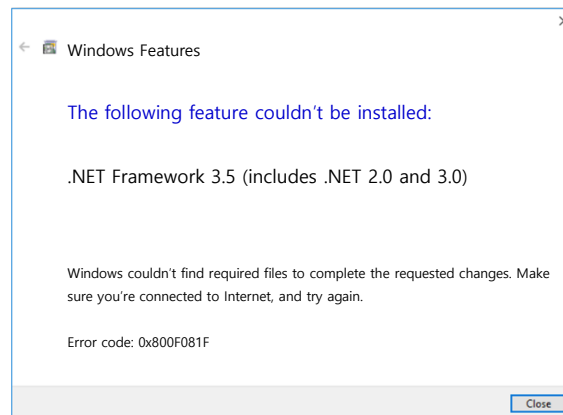 Windows Features
The following feature couldn't be installed:
.NET Framework 3.5 (includes .NET 2.0 and 3.0)
Windows couldn't find required files to complete the requested changes. Make
sure you're connected to Internet, and try again.
Error code: 0x800F081F
Close